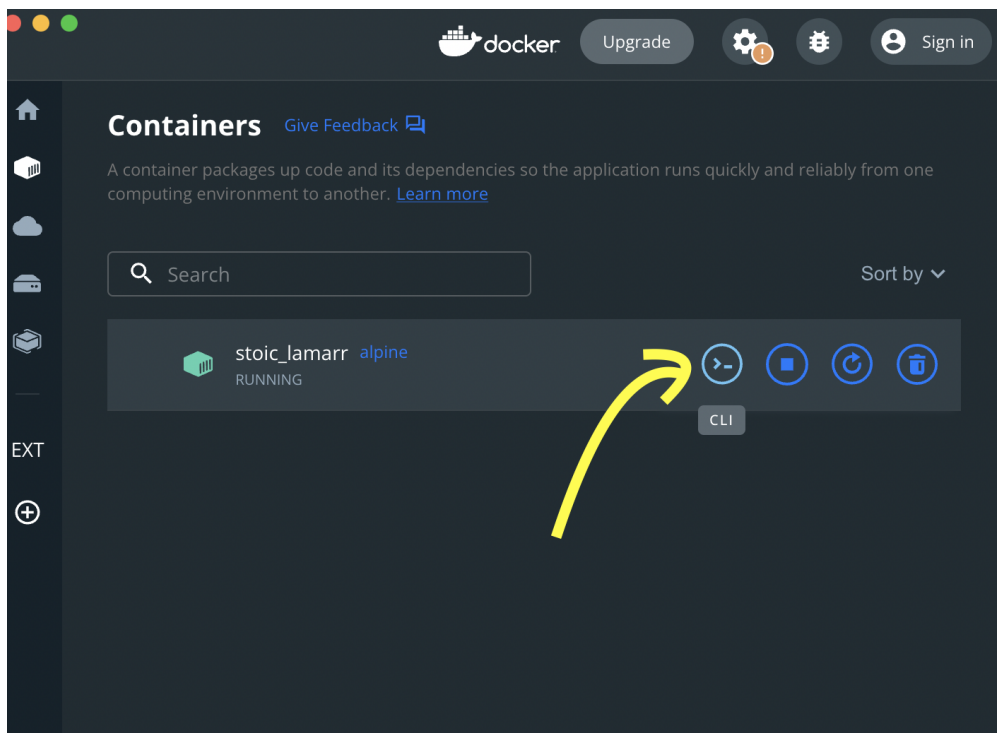 docker
Upgrade
Sign in
Containers Give Feedback
A container packages up code and its dependencies so the application runs quickly and reliably from one
computing environment to another. Learn more
Search
Sort by
stoic_lamarr alpine
RUNNING
CLI
EXT